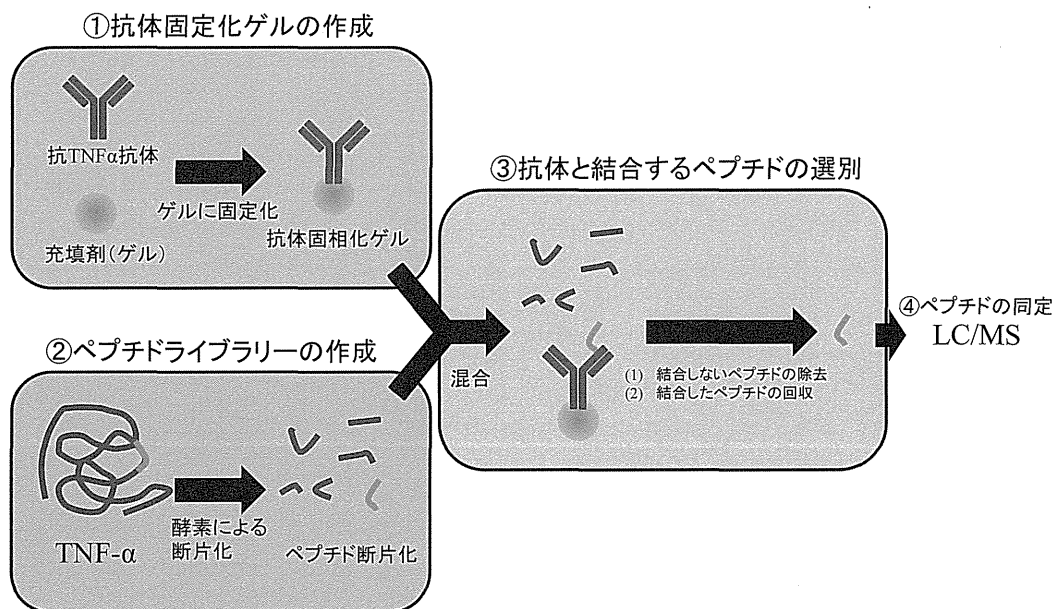 ①抗体固定化ゲルの作成
抗TNFα抗体
ゲルに固定化
充填剤(ゲル)
抗体固相化ゲル
②ペプチドライブラリーの作成
TNF-α
酵素による
断片化
ペプチド断片化
混合
③抗体と結合するペプチドの選別
(1) 結合しないペプチドの除去
(2) 結合したペプチドの回収
④ペプチドの同定
LC/MS